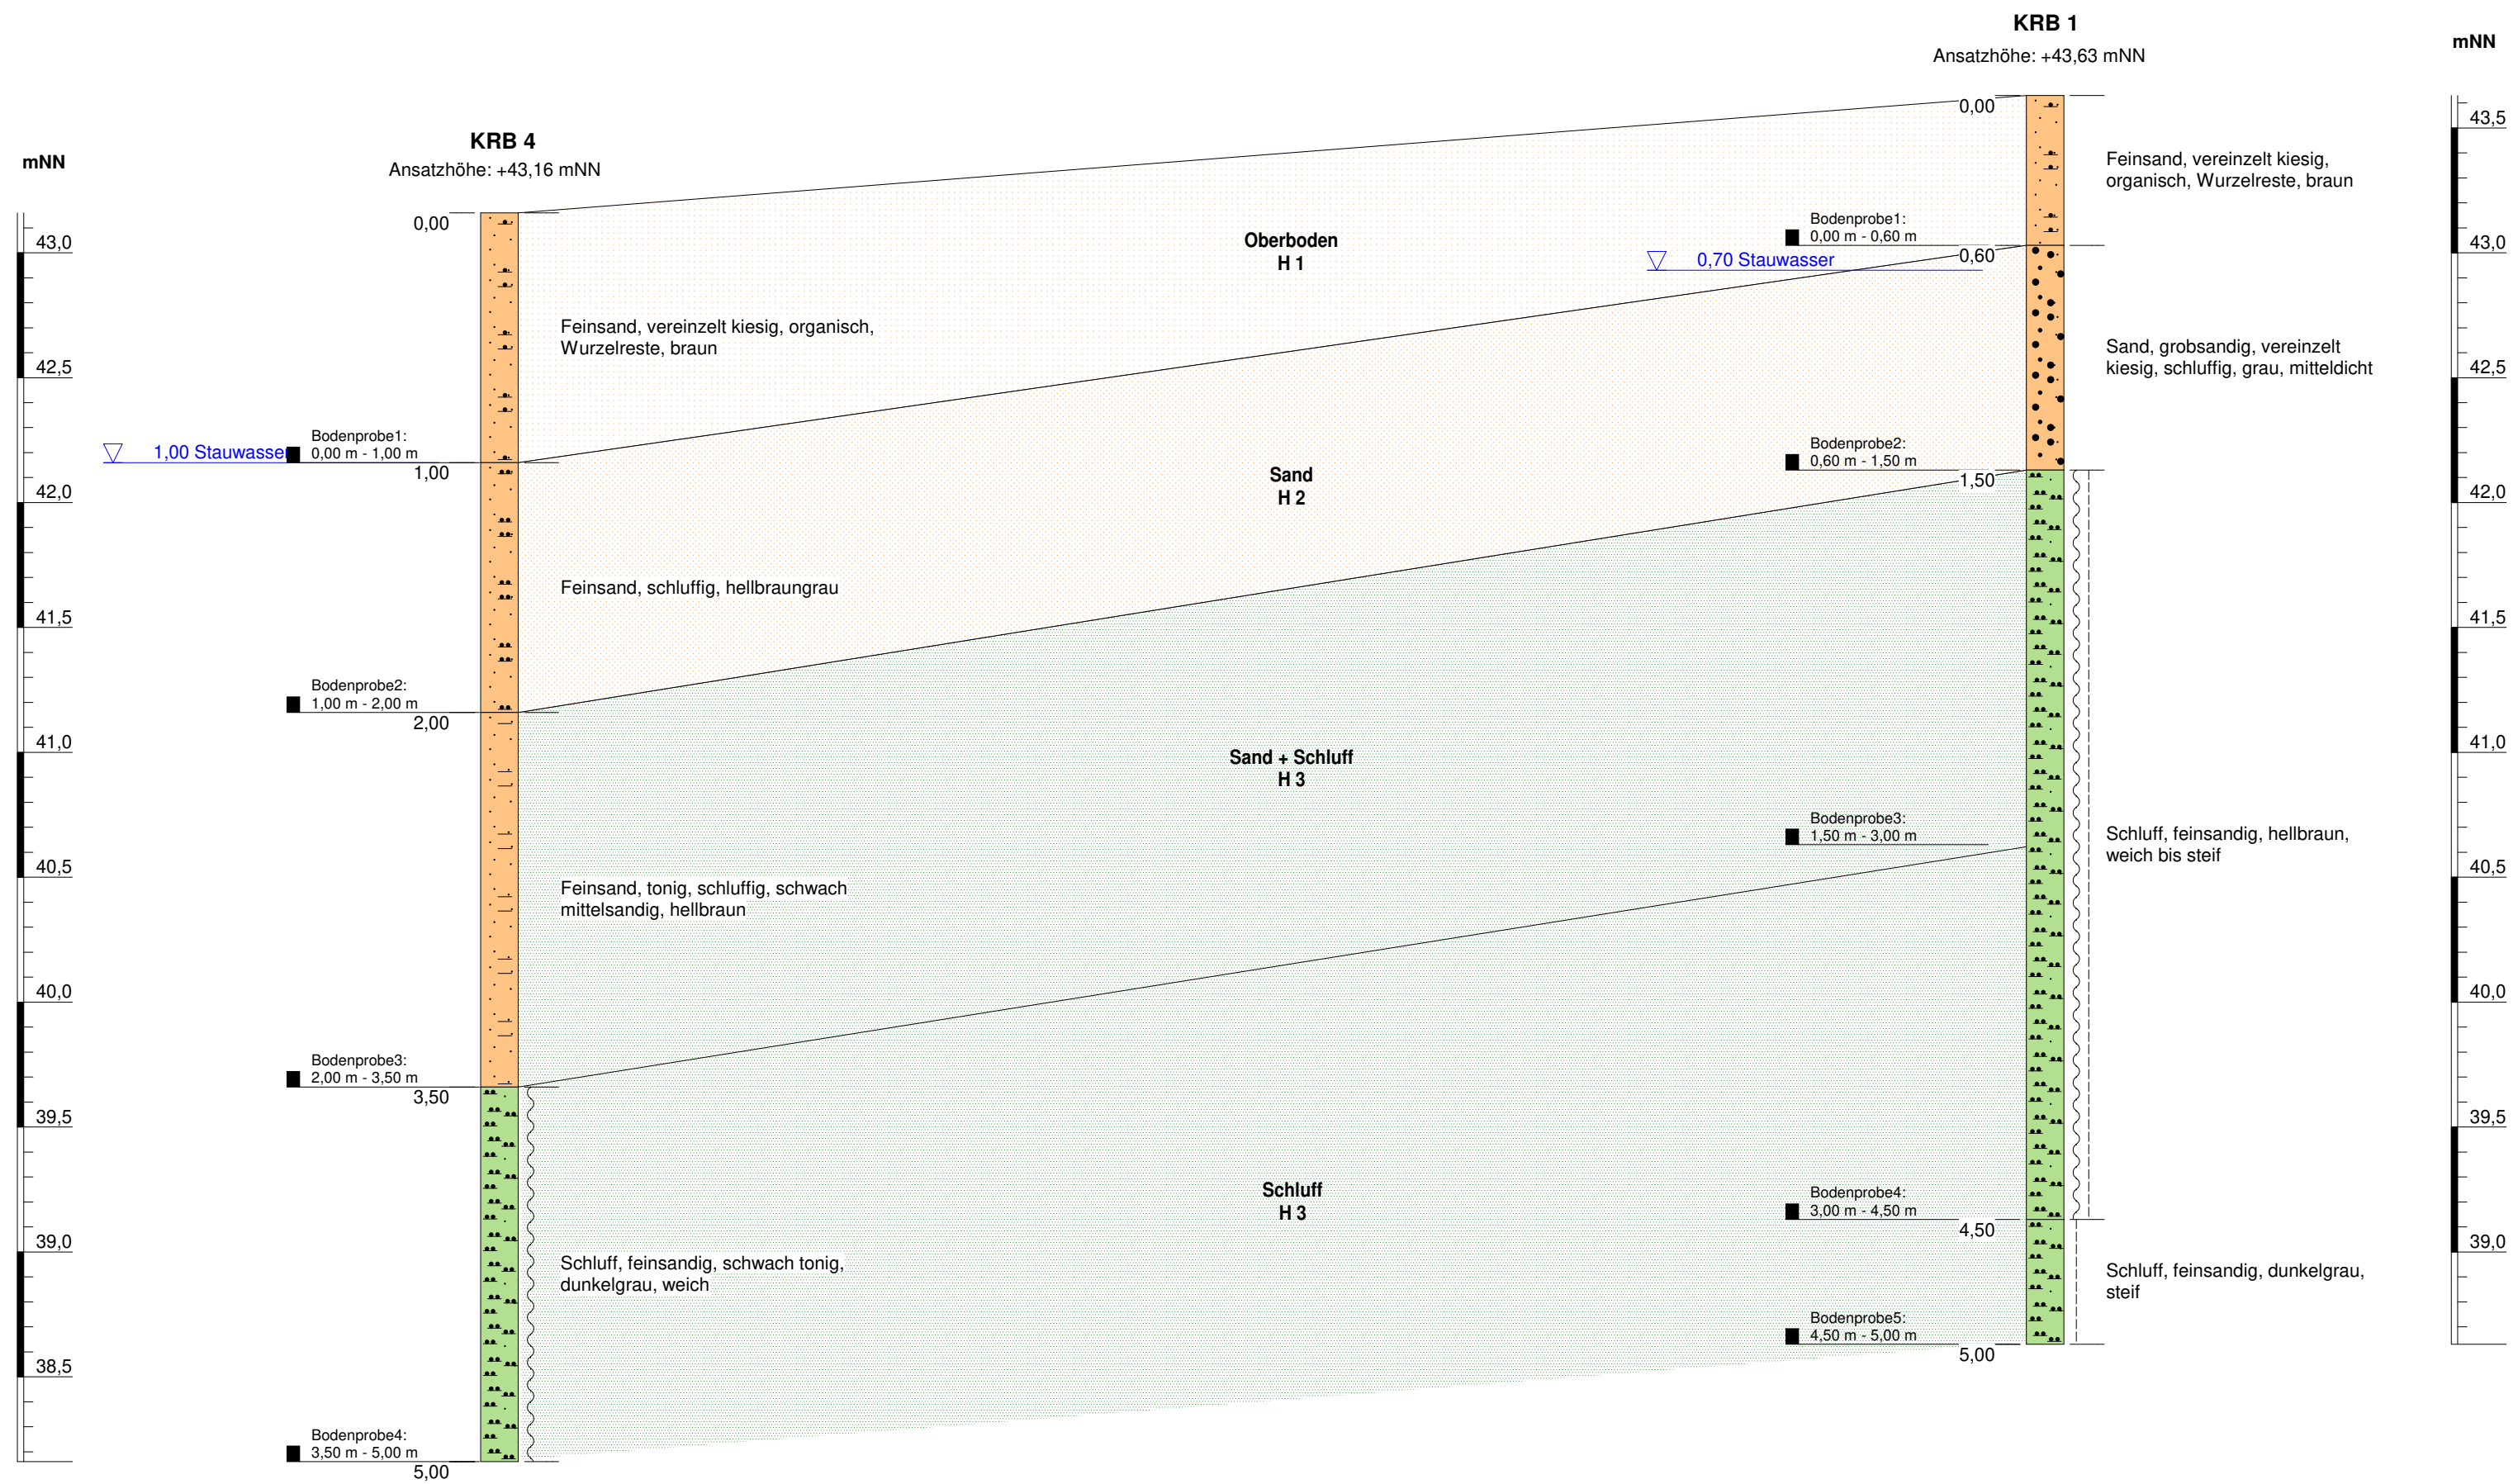 KRB 1
Ansatzhöhe: +43,63 mNN
mNN
KRB 4
Ansatzhöhe: +43,16 mNN
mNN
43,0
42,5
42,0
41,5
41,0
40,5
40,0
39,5
39,0
38,5
1,00 Stauwasser
Bodenprobe1:
0,00 m - 1,00 m
Bodenprobe2:
1,00 m - 2,00 m
Bodenprobe3:
2,00 m - 3,50 m
Bodenprobe4:
3,50 m - 5,00 m
0,00
1,00
2,00
3,50
5,00
Feinsand, vereinzelt kiesig, organisch,
Wurzelreste, braun
Feinsand, schluffig, hellbraungrau
Feinsand, tonig, schluffig, schwach
mittelsandig, hellbraun
Schluff, feinsandig, schwach tonig,
dunkelgrau, weich
Oberboden
H 1
Sand
H 2
Sand + Schluff
H 3
Schluff
H 3
0,70 Stauwasser
Bodenprobe1:
0,00 m - 0,60 m
Bodenprobe2:
0,60 m - 1,50 m
Bodenprobe3:
1,50 m - 3,00 m
Bodenprobe4:
3,00 m - 4,50 m
Bodenprobe5:
4,50 m - 5,00 m
0,00
0,60
1,50
4,50
5,00
Feinsand, vereinzelt kiesig,
organisch, Wurzelreste, braun
Sand, grobsandig, vereinzelt
kiesig, schluffig, grau, mitteldicht
Schluff, feinsandig, hellbraun,
weich bis steif
Schluff, feinsandig, dunkelgrau,
steif
43,5
43,0
42,5
42,0
41,5
41,0
40,5
40,0
39,5
39,0